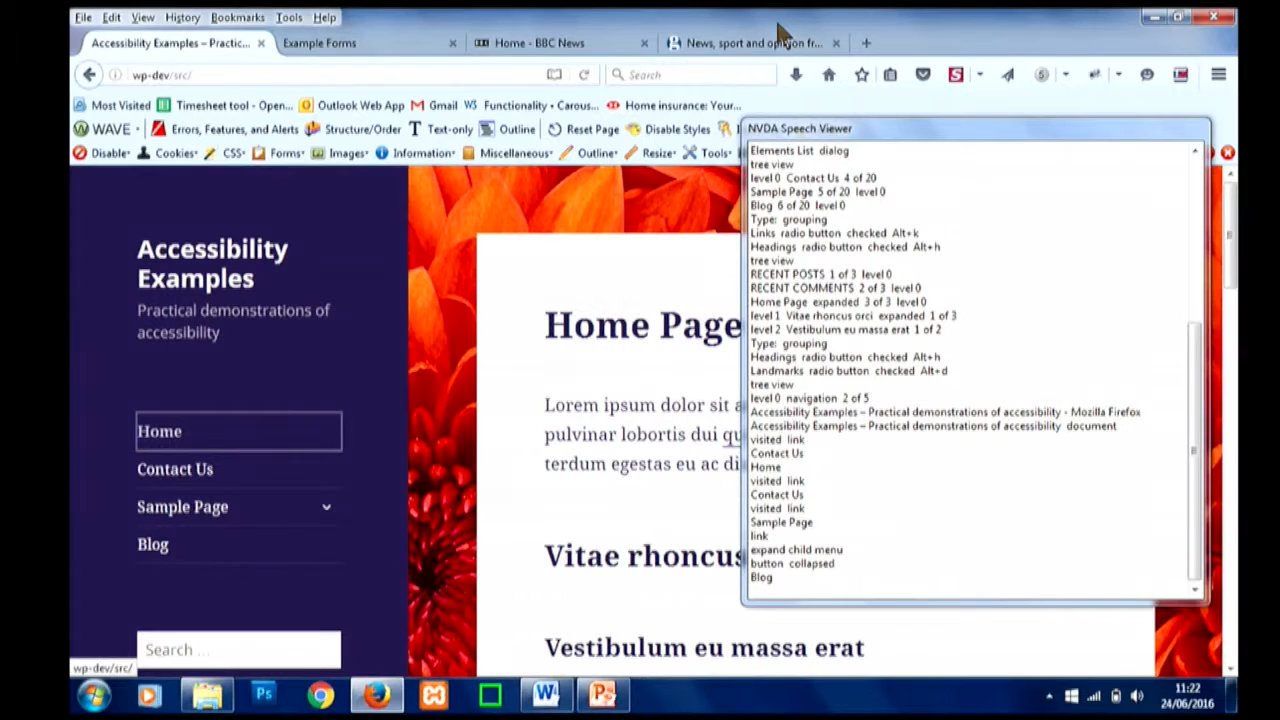 File Edit View History Bookmarks Tools Help
Accessibility Examples – Practic... Example Forms Home - BBC News News, sport and opinion fr...
wp-dev/src/ Search
Most Visited Timesheet tool - Open... Outlook Web App Gmail Functionality - Carous... Home insurance: Your...
WAVE Errors, Features, and Alerts Structure/Order Text-only Outline Reset Page Disable Styles
Disable Cookies CSS Forms Images Information Miscellaneous Outline Resize Tools
Accessibility
Examples
Practical demonstrations of
accessibility
Home
Contact Us
Sample Page
Blog
Search ...
wp-dev/src/
Home Page
Lorem ipsum dolor sit a
pulvinar lobortis dui qu
terdum egestas eu ac di
Vitae rhoncus
Vestibulum eu massa erat
NVDA Speech Viewer
Elements List dialog
tree view
level 0 Contact Us 4 of 20
Sample Page 5 of 20 level 0
Blog 6 of 20 level 0
Type: grouping
Links radio button checked Alt+k
Headings radio button checked Alt+h
tree view
RECENT POSTS 1 of 3 level 0
RECENT COMMENTS 2 of 3 level 0
Home Page expanded 3 of 3 level 0
level 1 Vitae rhoncus orci expanded 1 of 3
level 2 Vestibulum eu massa erat 1 of 2
Type: grouping
Headings radio button checked Alt+h
Landmarks radio button checked Alt+d
tree view
level 0 navigation 2 of 5
Accessibility Examples – Practical demonstrations of accessibility - Mozilla Firefox
Accessibility Examples – Practical demonstrations of accessibility document
visited link
Contact Us
Home
visited link
Contact Us
visited link
Sample Page
link
expand child menu
button collapsed
Blog
11:22
24/06/2016